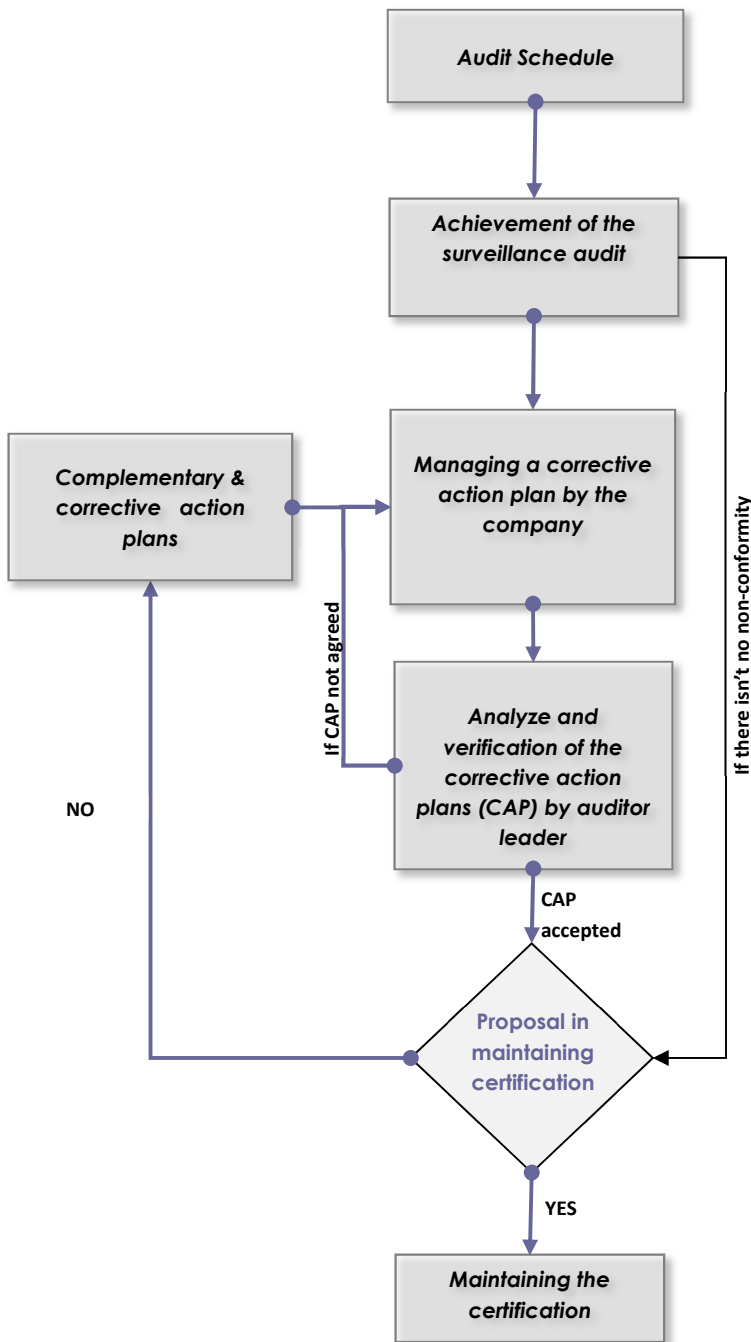 Audit Schedule
Achievement of the
surveillance audit
If there isn't no non-conformity
Managing a corrective
action plan by the
company
Complementary &
corrective action
plans
If CAP not agreed
Analyze and
verification of the
corrective action
plans (CAP) by auditor
leader
NO
CAP
accepted
Proposal in
maintaining
certification
YES
Maintaining the
certification